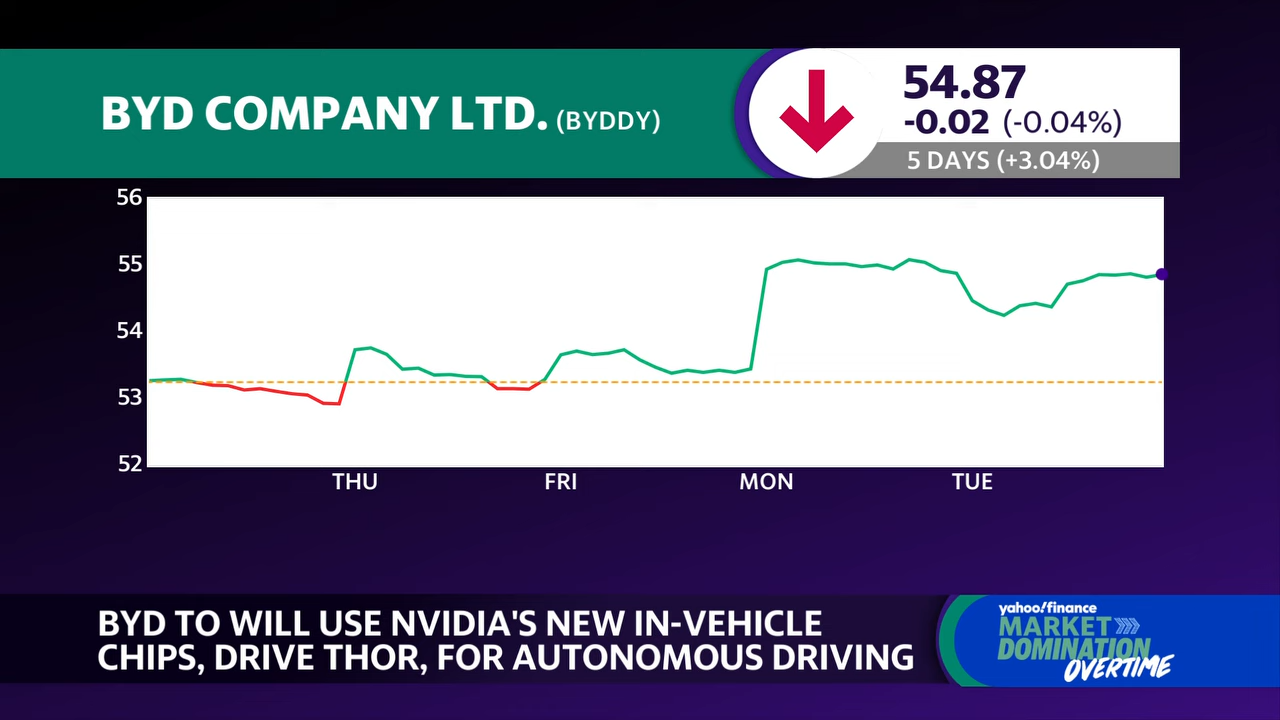 BYD COMPANY LTD. (BYDDY)
54.87
-0.02 (-0.04%)
5 DAYS (+3.04%)
56
55
54
53
52
THU FRI MON TUE
BYD TO WILL USE NVIDIA'S NEW IN-VEHICLE
CHIPS, DRIVE THOR, FOR AUTONOMOUS DRIVING
yahoo!finance
MARKET
DOMINATION
OVERTIME